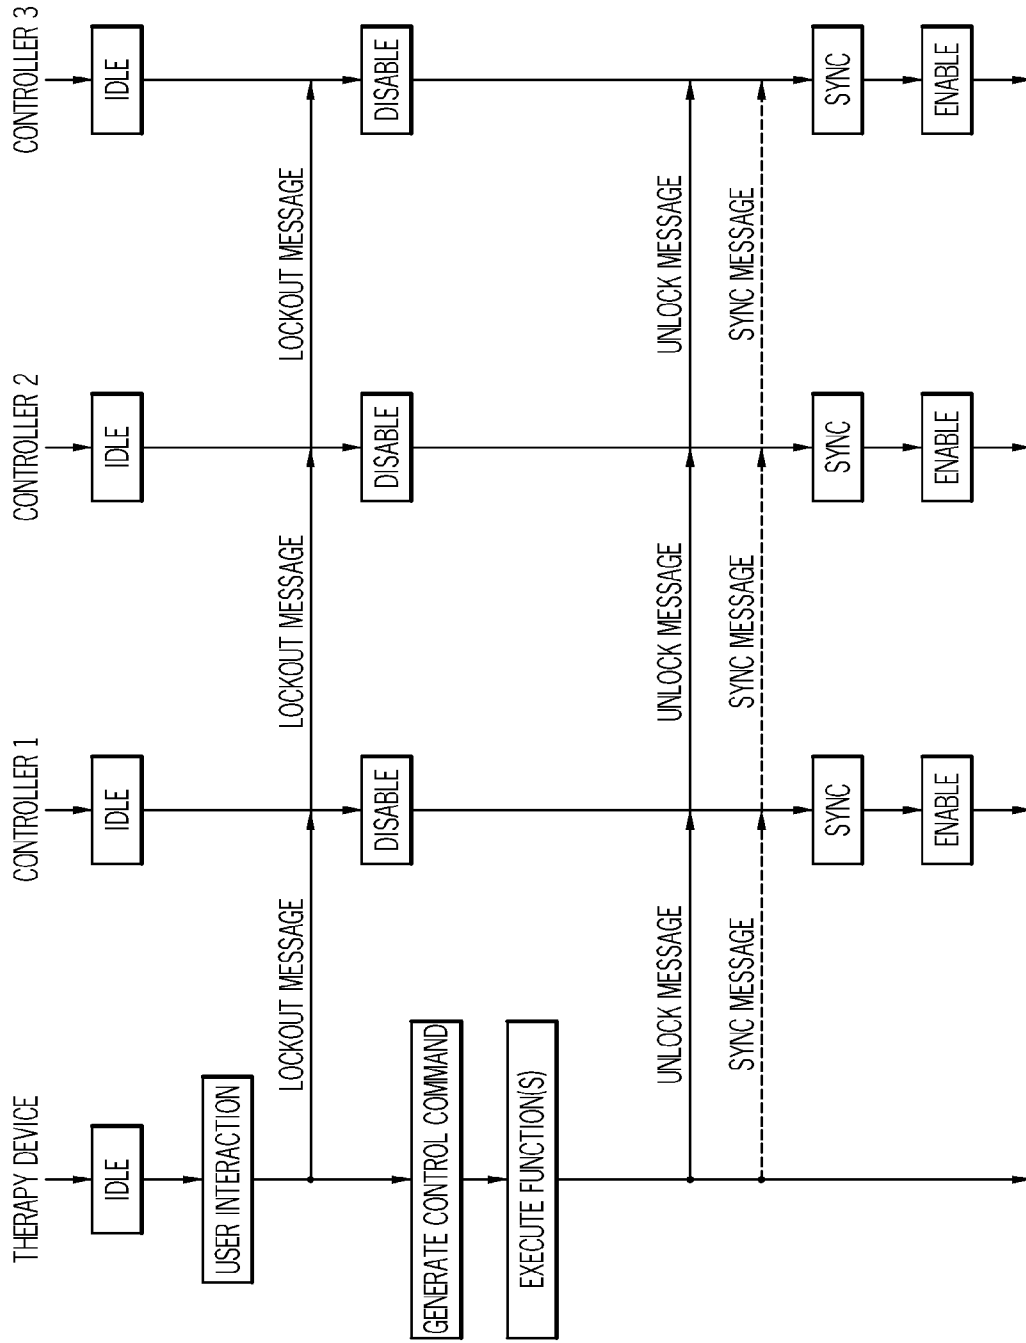 THERAPY DEVICE
CONTROLLER 1
CONTROLLER 2
CONTROLLER 3
IDLE
IDLE
IDLE
IDLE
USER INTERACTION
LOCKOUT MESSAGE
LOCKOUT MESSAGE
LOCKOUT MESSAGE
DISABLE
DISABLE
DISABLE
GENERATE CONTROL COMMAND
EXECUTE FUNCTION(S)
UNLOCK MESSAGE
UNLOCK MESSAGE
UNLOCK MESSAGE
SYNC MESSAGE
SYNC MESSAGE
SYNC MESSAGE
SYNC
SYNC
SYNC
ENABLE
ENABLE
ENABLE